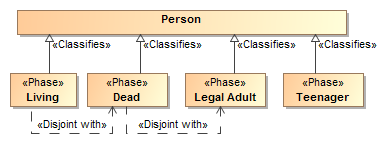 Person
«Classifies» «Classifies» «Classifies» «Classifies»
«Phase» «Phase» «Phase» «Phase»
Living Dead Legal Adult Teenager
«Disjoint with» «Disjoint with»